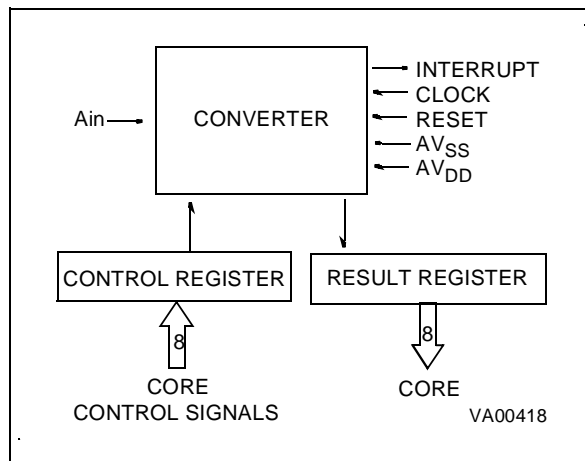 INTERRUPT
CLOCK
Ain
CONVERTER
RESET
AVSS
AVDD
CONTROL REGISTER
RESULT REGISTER
8
8
CORE
CONTROL SIGNALS
CORE
VA00418